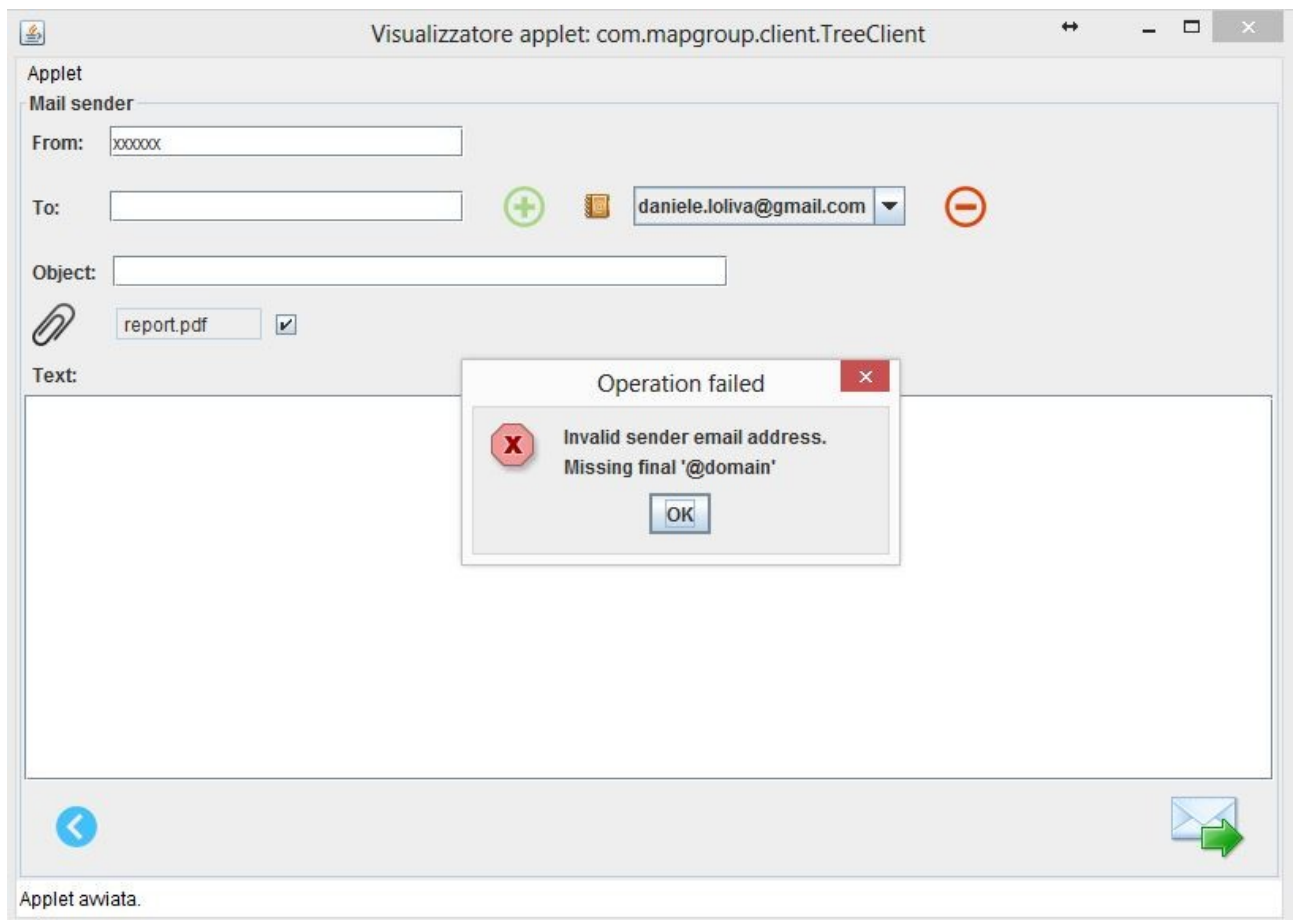 Visualizzatore applet: com.mapgroup.client.TreeClient
Applet
Mail sender
From: xxxxxx
To: daniele.loliva@gmail.com
Object:
report.pdf
Text:
Operation failed
Invalid sender email address.
Missing final '@domain'
OK
Applet avviata.